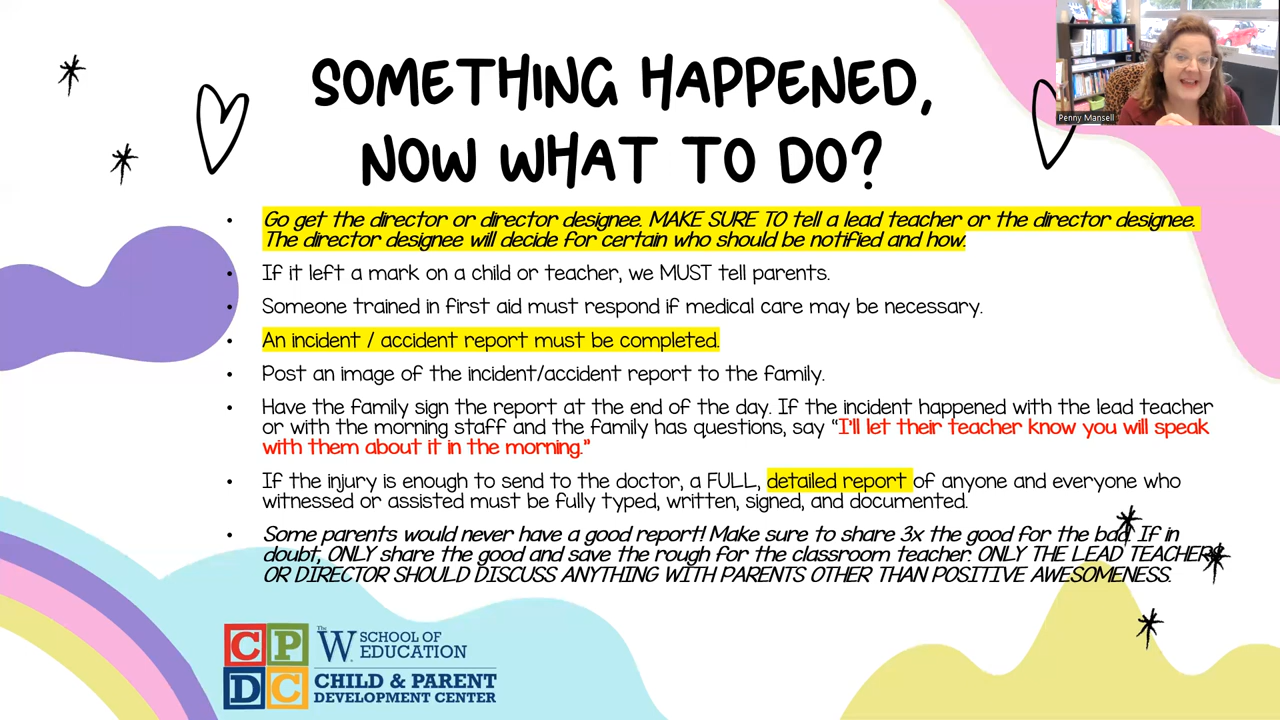 SOMETHING HAPPENED,
NOW WHAT TO DO?
Penny Mansell
• Go get the director or director designee. MAKE SURE TO tell a lead teacher or the director designee.
The director designee will decide for certain who should be notified and how.
• If it left a mark on a child or teacher, we MUST tell parents.
• Someone trained in first aid must respond if medical care may be necessary.
• An incident / accident report must be completed.
• Post an image of the incident/accident report to the family.
• Have the family sign the report at the end of the day. If the incident happened with the lead teacher
or with the morning staff and the family has questions, say “I’ll let their teacher know you will speak
with them about it in the morning.”
• If the injury is enough to send to the doctor, a FULL, detailed report of anyone and everyone who
witnessed or assisted must be fully typed, written, signed, and documented.
• Some parents would never have a good report! Make sure to share 3x the good for the bad. If in
doubt, ONLY share the good and save the rough for the classroom teacher. ONLY THE LEAD TEACHERS
OR DIRECTOR SHOULD DISCUSS ANYTHING WITH PARENTS OTHER THAN POSITIVE AWESOMENESS.
CP
DC
The W SCHOOL OF
EDUCATION
CHILD & PARENT
DEVELOPMENT CENTER